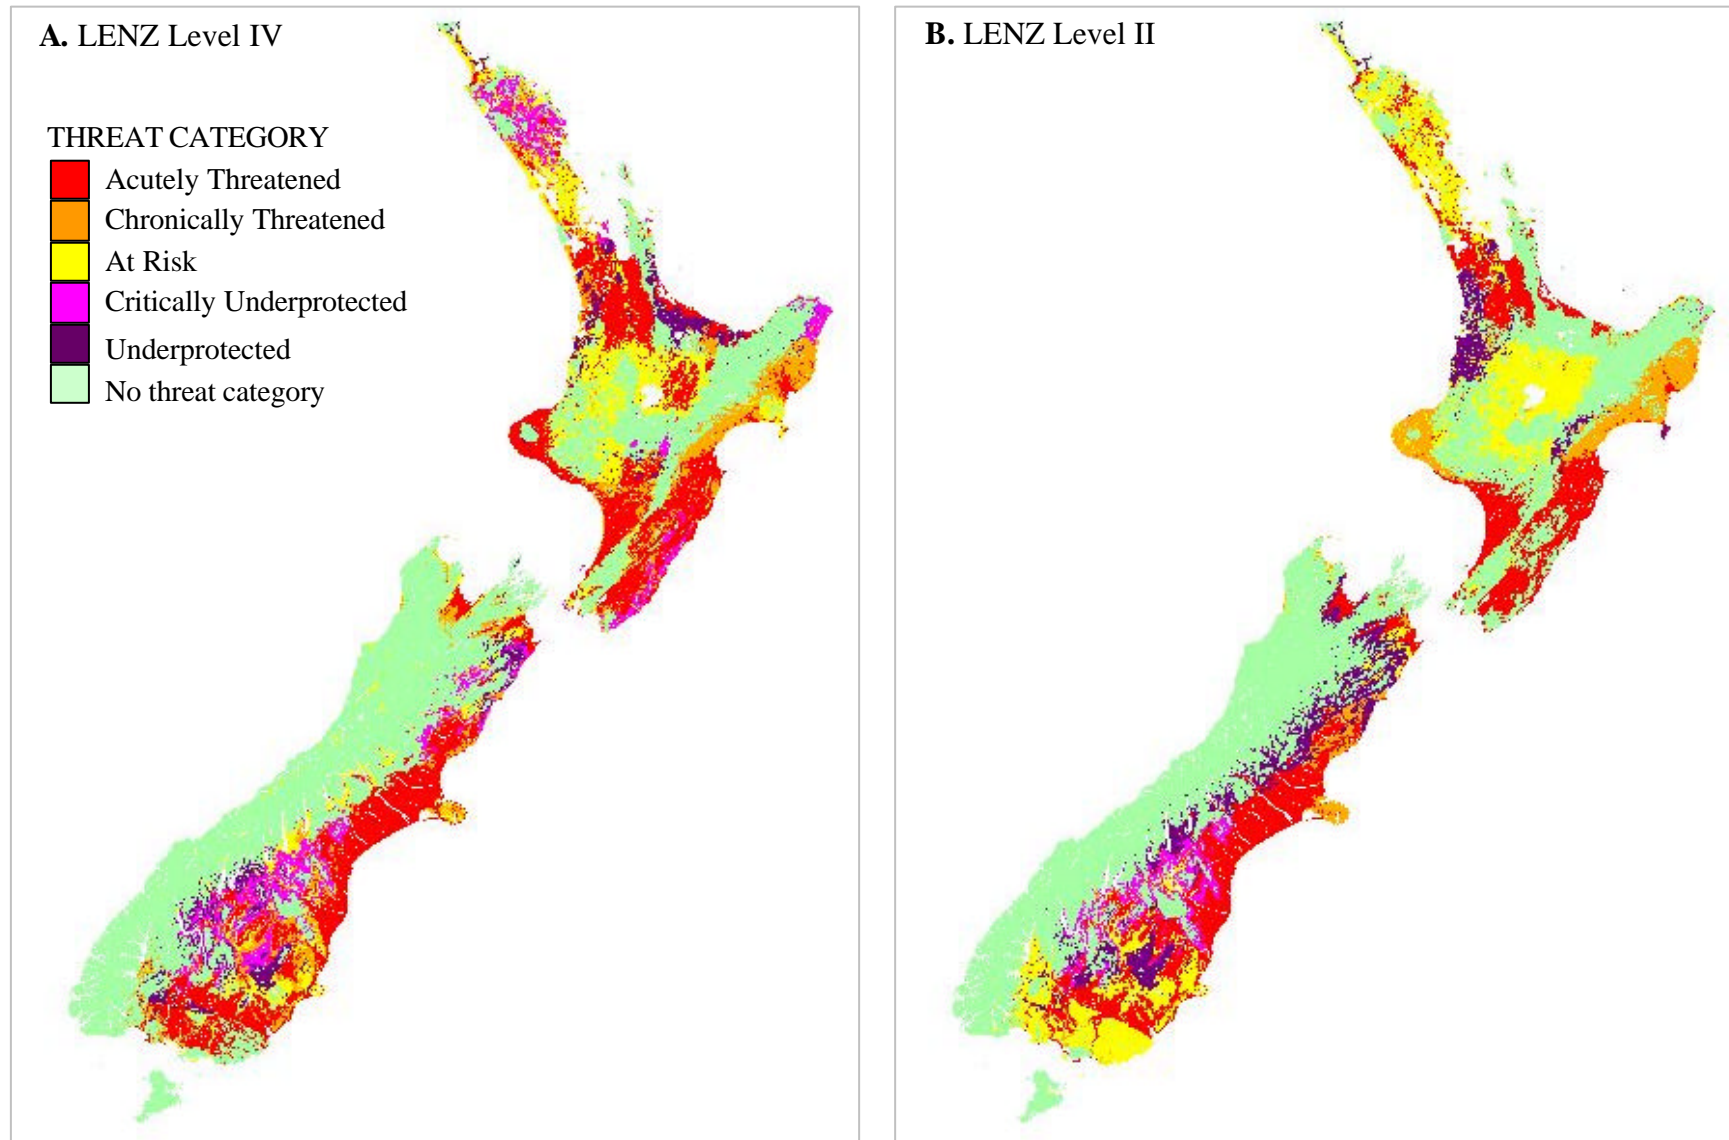 A. LENZ Level IV
THREAT CATEGORY
Acutely Threatened
Chronically Threatened
At Risk
Critically Underprotected
Underprotected
No threat category
B. LENZ Level II